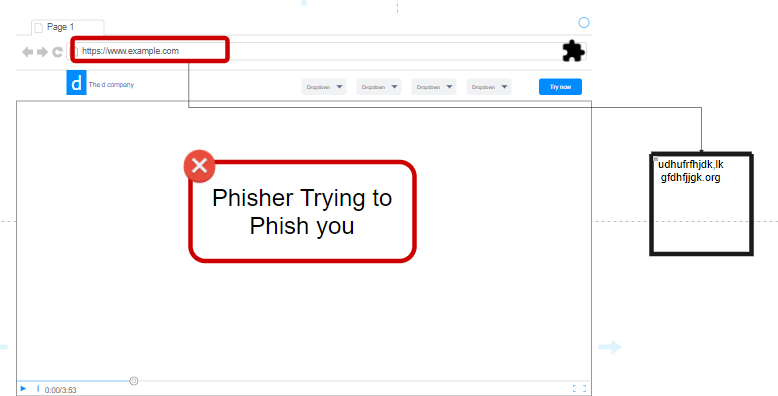 Page 1
https://www.example.com
d
The d company
Dropdown
Dropdown
Dropdown
Dropdown
Try now
udhufrfhjdk,lk
gfdhfjjgk.org
Phisher Trying to
Phish you
0:00/3:53